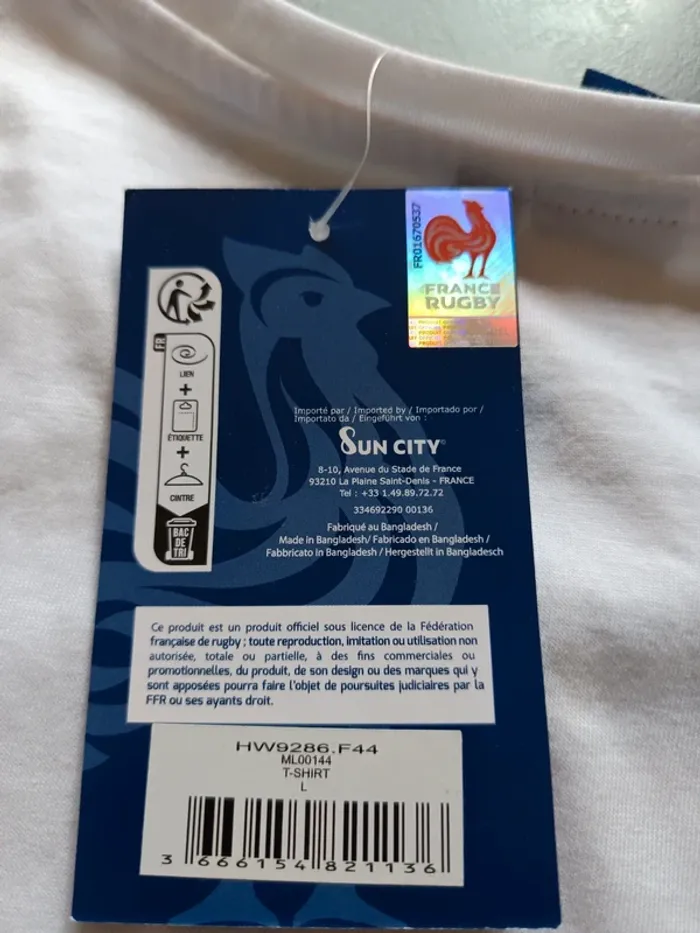 FR01670537
FRANCE
RUGBY
FR
LIEN
+
ÉTIQUETTE
+
CINTRE
BAC
DE
TRI
Importé par / Imported by / Importado por /
Importato da / Eingeführt von :
SUN CITY
8-10, Avenue du Stade de France
93210 La Plaine Saint-Denis - FRANCE
Tel : +33 1.49.89.72.72
334692290 00136
Fabriqué au Bangladesh /
Made in Bangladesh/ Fabricado en Bangladesh /
Fabbricato in Bangladesh / Hergestellt in Bangladesch
Ce produit est un produit officiel sous licence de la Fédération
française de rugby ; toute reproduction, imitation ou utilisation non
autorisée, totale ou partielle, à des fins commerciales ou
promotionnelles, du produit, de son design ou des marques qui y
sont apposées pourra faire l'objet de poursuites judiciaires par la
FFR ou ses ayants droit.
HW9286.F44
ML00144
T-SHIRT
L
3 666154 821136